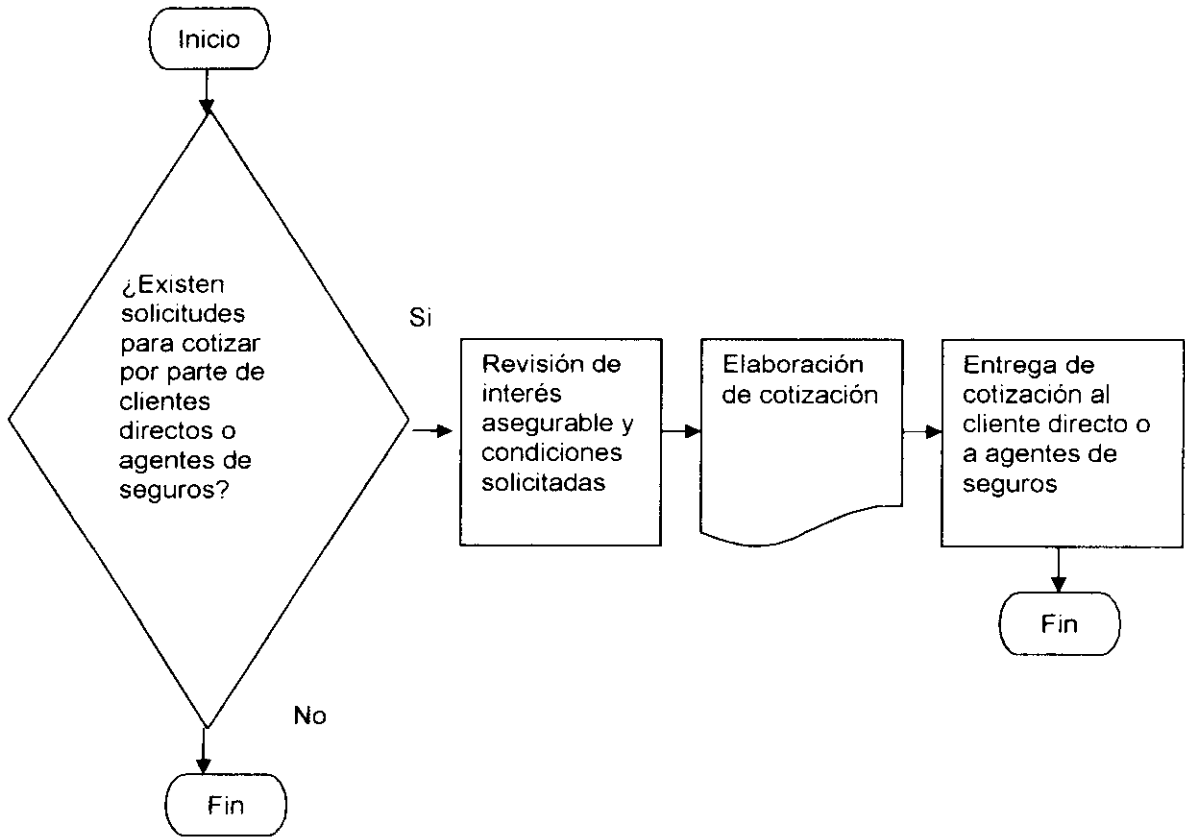 Inicio
¿Existen
solicitudes
para cotizar
por parte de
clientes
directos o
agentes de
seguros?
Si
Revisión de
interés
asegurable y
condiciones
solicitadas
Elaboración
de cotización
Entrega de
cotización al
cliente directo o
a agentes de
seguros
Fin
No
Fin